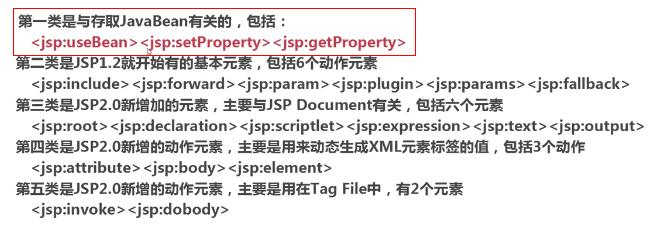 第一类是与存取JavaBean有关的，包括：
<jsp:useBean><jsp:setProperty><jsp:getProperty>
第二类是JSP1.2就开始有的基本元素，包括6个动作元素
<jsp:include><jsp:forward><jsp:param><jsp:plugin><jsp:params><jsp:fallback>
第三类是JSP2.0新增加的元素，主要与JSP Document有关，包括六个元素
<jsp:root><jsp:declaration><jsp:scriptlet><jsp:expression><jsp:text><jsp:output>
第四类是JSP2.0新增的动作元素，主要是用来动态生成XML元素标签的值，包括3个动作
<jsp:attribute><jsp:body><jsp:element>
第五类是JSP2.0新增的动作元素，主要是用在Tag File中，有2个元素
<jsp:invoke><jsp:dobody>